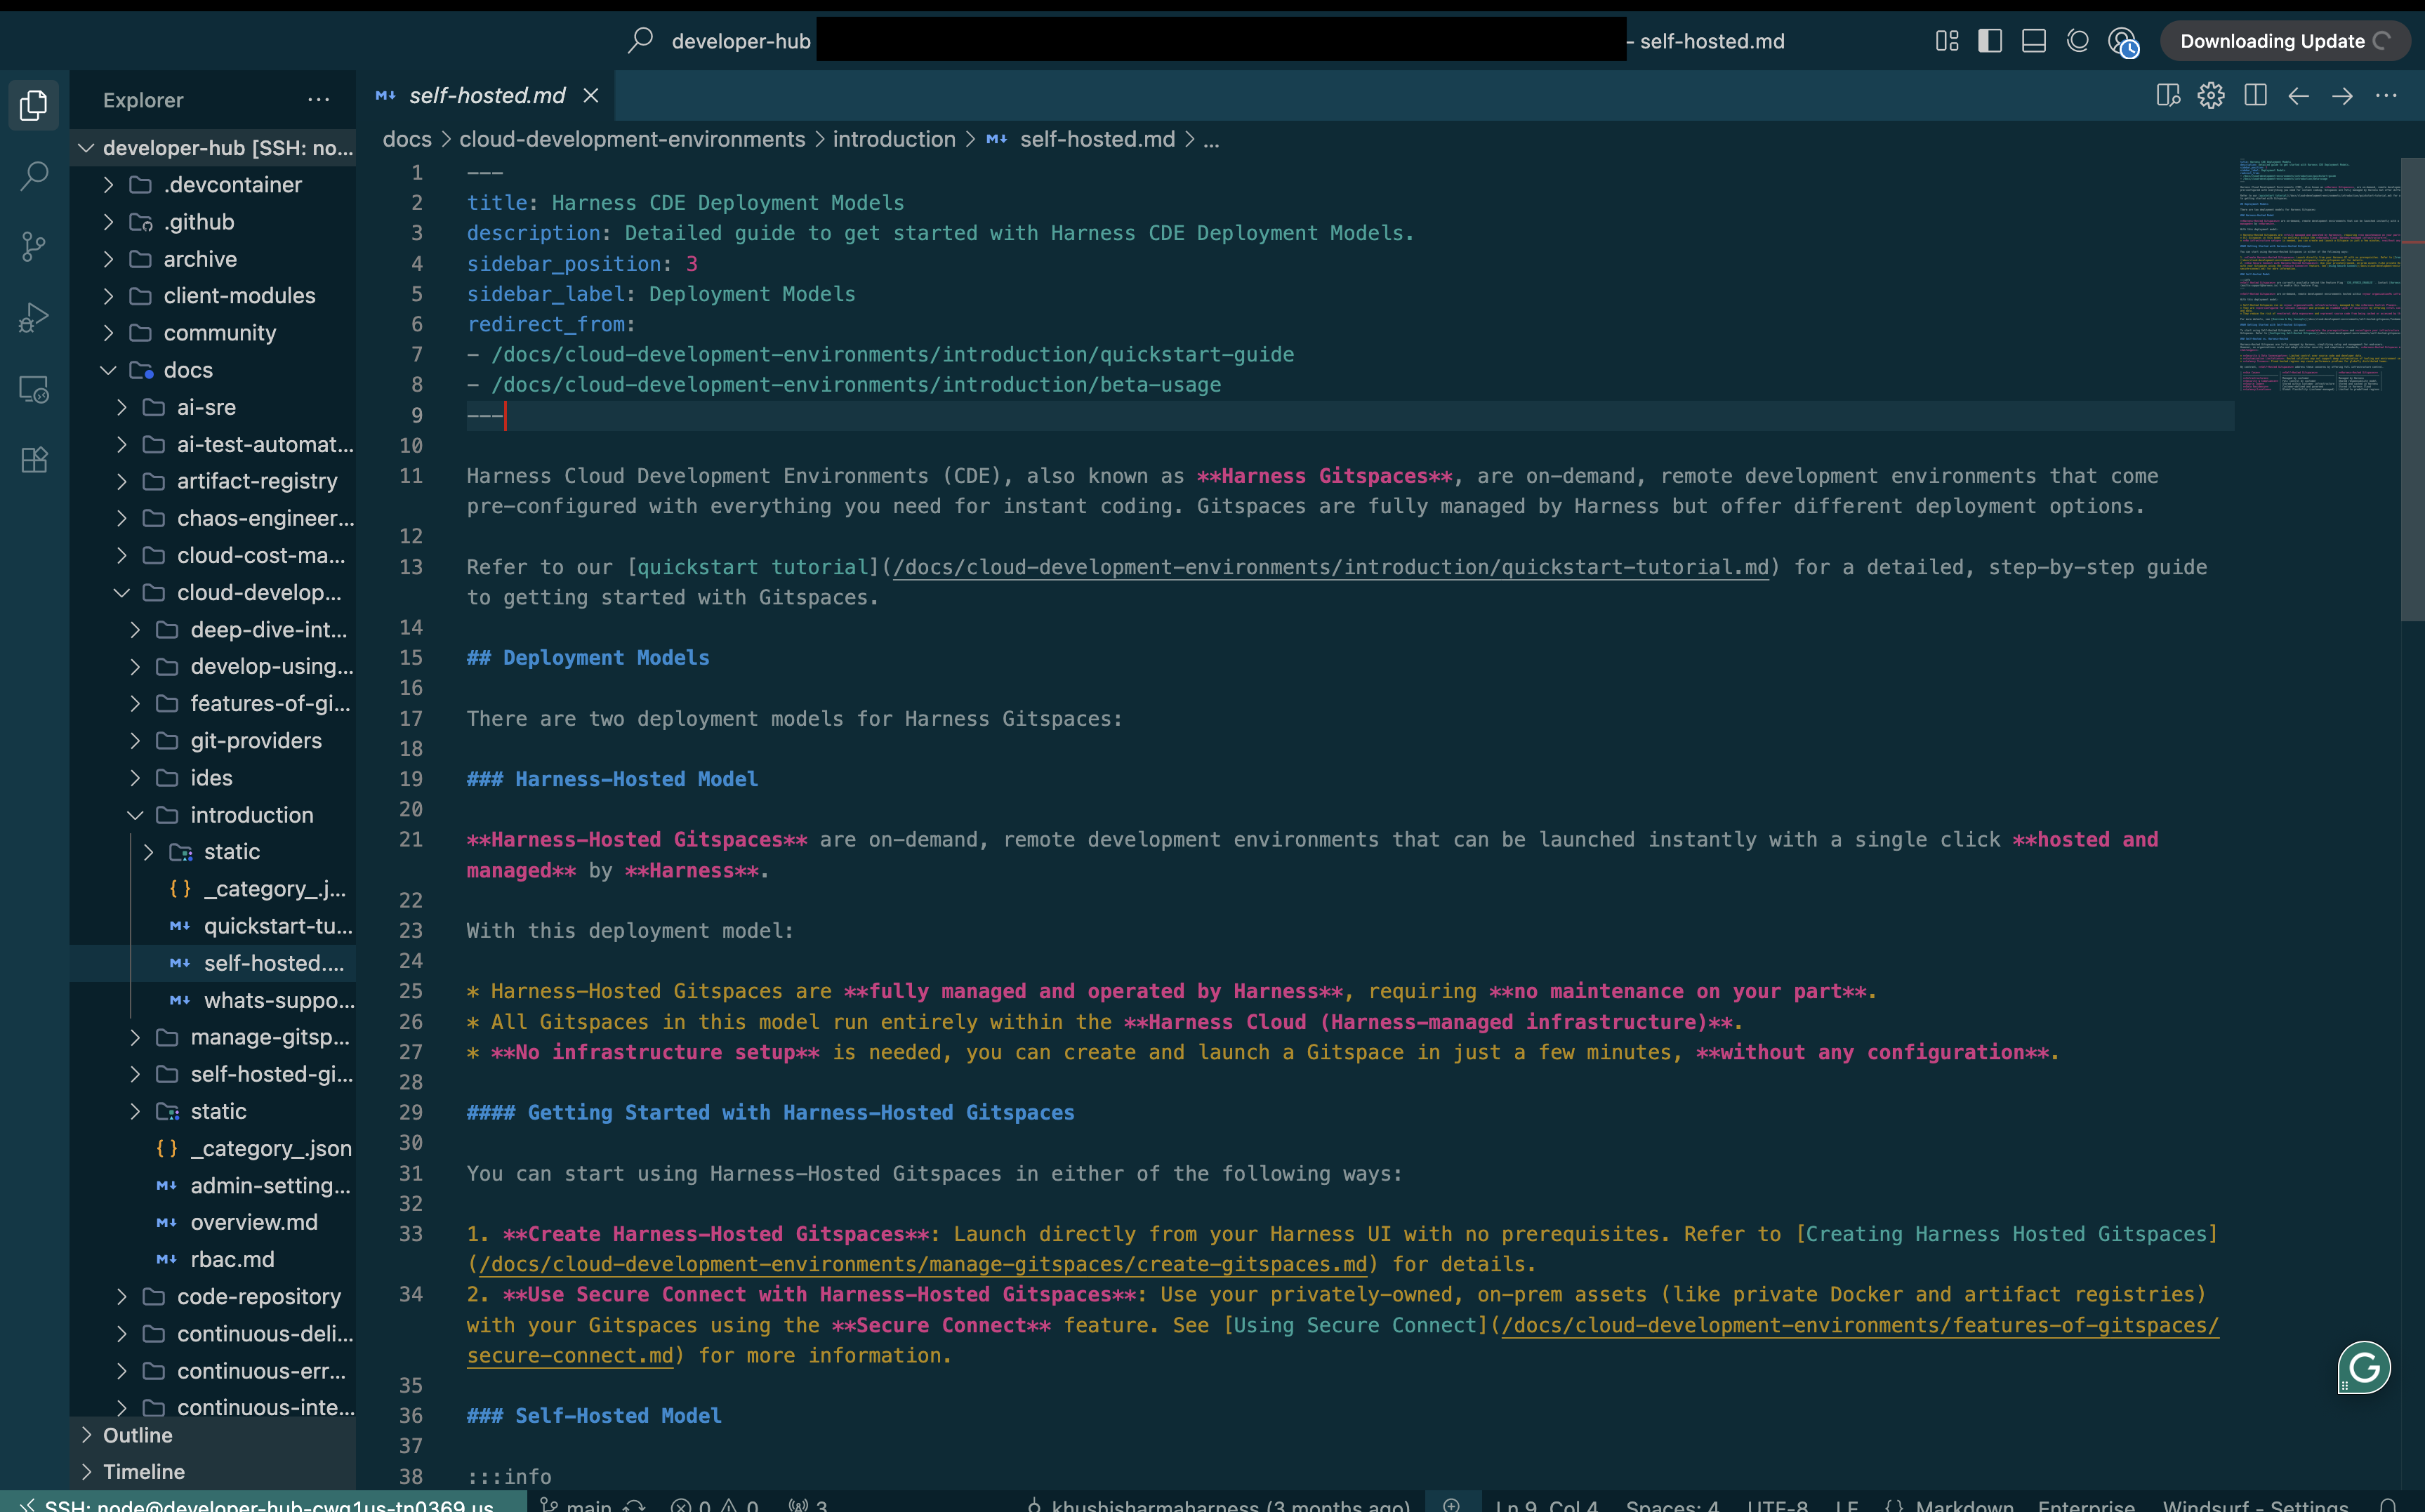 developer-hub
- self-hosted.md
Downloading Update
Explorer
developer-hub [SSH: no...
.devcontainer
.github
archive
client-modules
community
docs
ai-sre
ai-test-automat...
artifact-registry
chaos-engineer...
cloud-cost-ma...
cloud-develop...
deep-dive-int...
develop-using...
features-of-gi...
git-providers
ides
introduction
static
{ } _category_.j...
quickstart-tu...
self-hosted....
whats-suppo...
manage-gitsp...
self-hosted-gi...
static
{ } _category_.json
admin-setting...
overview.md
rbac.md
code-repository
continuous-deli...
continuous-err...
continuous-inte...
Outline
Timeline
M↓ self-hosted.md
docs > cloud-development-environments > introduction > M↓ self-hosted.md > ...
1 ---
2 title: Harness CDE Deployment Models
3 description: Detailed guide to get started with Harness CDE Deployment Models.
4 sidebar_position: 3
5 sidebar_label: Deployment Models
6 redirect_from:
7 - /docs/cloud-development-environments/introduction/quickstart-guide
8 - /docs/cloud-development-environments/introduction/beta-usage
9 ---
10
11 Harness Cloud Development Environments (CDE), also known as **Harness Gitspaces**, are on-demand, remote development environments that come
pre-configured with everything you need for instant coding. Gitspaces are fully managed by Harness but offer different deployment options.
12
13 Refer to our [quickstart tutorial](/docs/cloud-development-environments/introduction/quickstart-tutorial.md) for a detailed, step-by-step guide
to getting started with Gitspaces.
14
15 ## Deployment Models
16
17 There are two deployment models for Harness Gitspaces:
18
19 ### Harness-Hosted Model
20
21 **Harness-Hosted Gitspaces** are on-demand, remote development environments that can be launched instantly with a single click **hosted and
managed** by **Harness**.
22
23 With this deployment model:
24
25 * Harness-Hosted Gitspaces are **fully managed and operated by Harness**, requiring **no maintenance on your part**.
26 * All Gitspaces in this model run entirely within the **Harness Cloud (Harness-managed infrastructure)**.
27 * **No infrastructure setup** is needed, you can create and launch a Gitspace in just a few minutes, **without any configuration**.
28
29 #### Getting Started with Harness-Hosted Gitspaces
30
31 You can start using Harness-Hosted Gitspaces in either of the following ways:
32
33 1. **Create Harness-Hosted Gitspaces**: Launch directly from your Harness UI with no prerequisites. Refer to [Creating Harness Hosted Gitspaces]
(/docs/cloud-development-environments/manage-gitspaces/create-gitspaces.md) for details.
34 2. **Use Secure Connect with Harness-Hosted Gitspaces**: Use your privately-owned, on-prem assets (like private Docker and artifact registries)
with your Gitspaces using the **Secure Connect** feature. See [Using Secure Connect](/docs/cloud-development-environments/features-of-gitspaces/
secure-connect.md) for more information.
35
36 ### Self-Hosted Model
37
38 :::info
SSH: node@developer-hub-cwg1us-tn0369.us main 0 0 3 khushisharmaharness (3 months ago) Ln 9, Col 4 Spaces: 4 UTF-8 LF { } Markdown Enterprise Windsurf - Settings